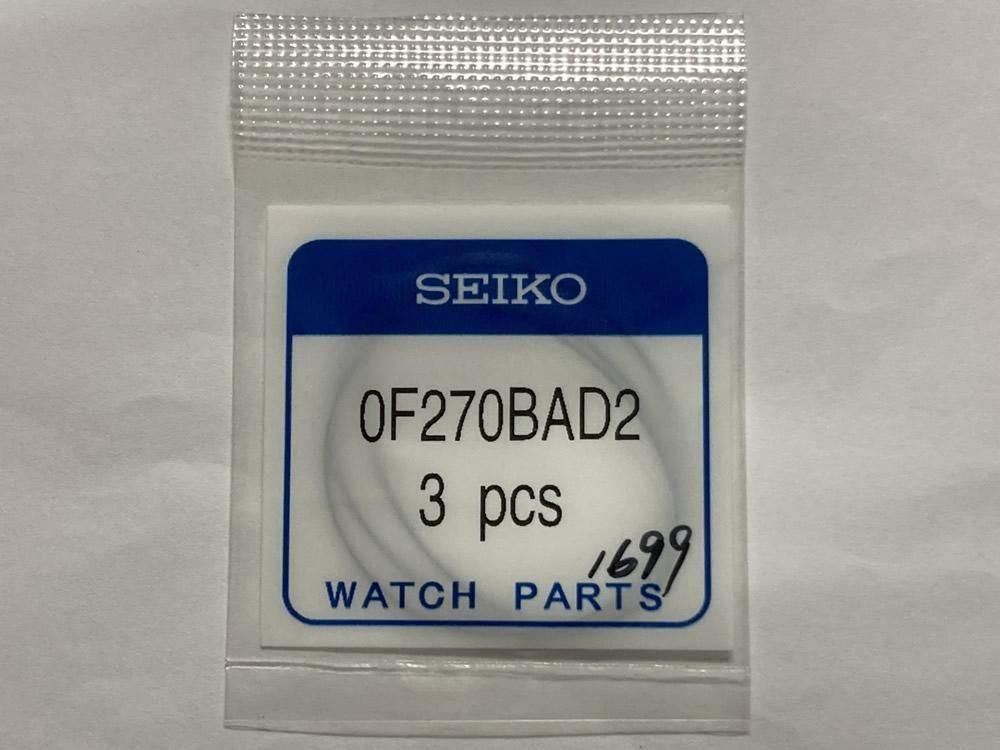 SEIKO
0F270BAD2
3 pcs
1699
WATCH PARTS